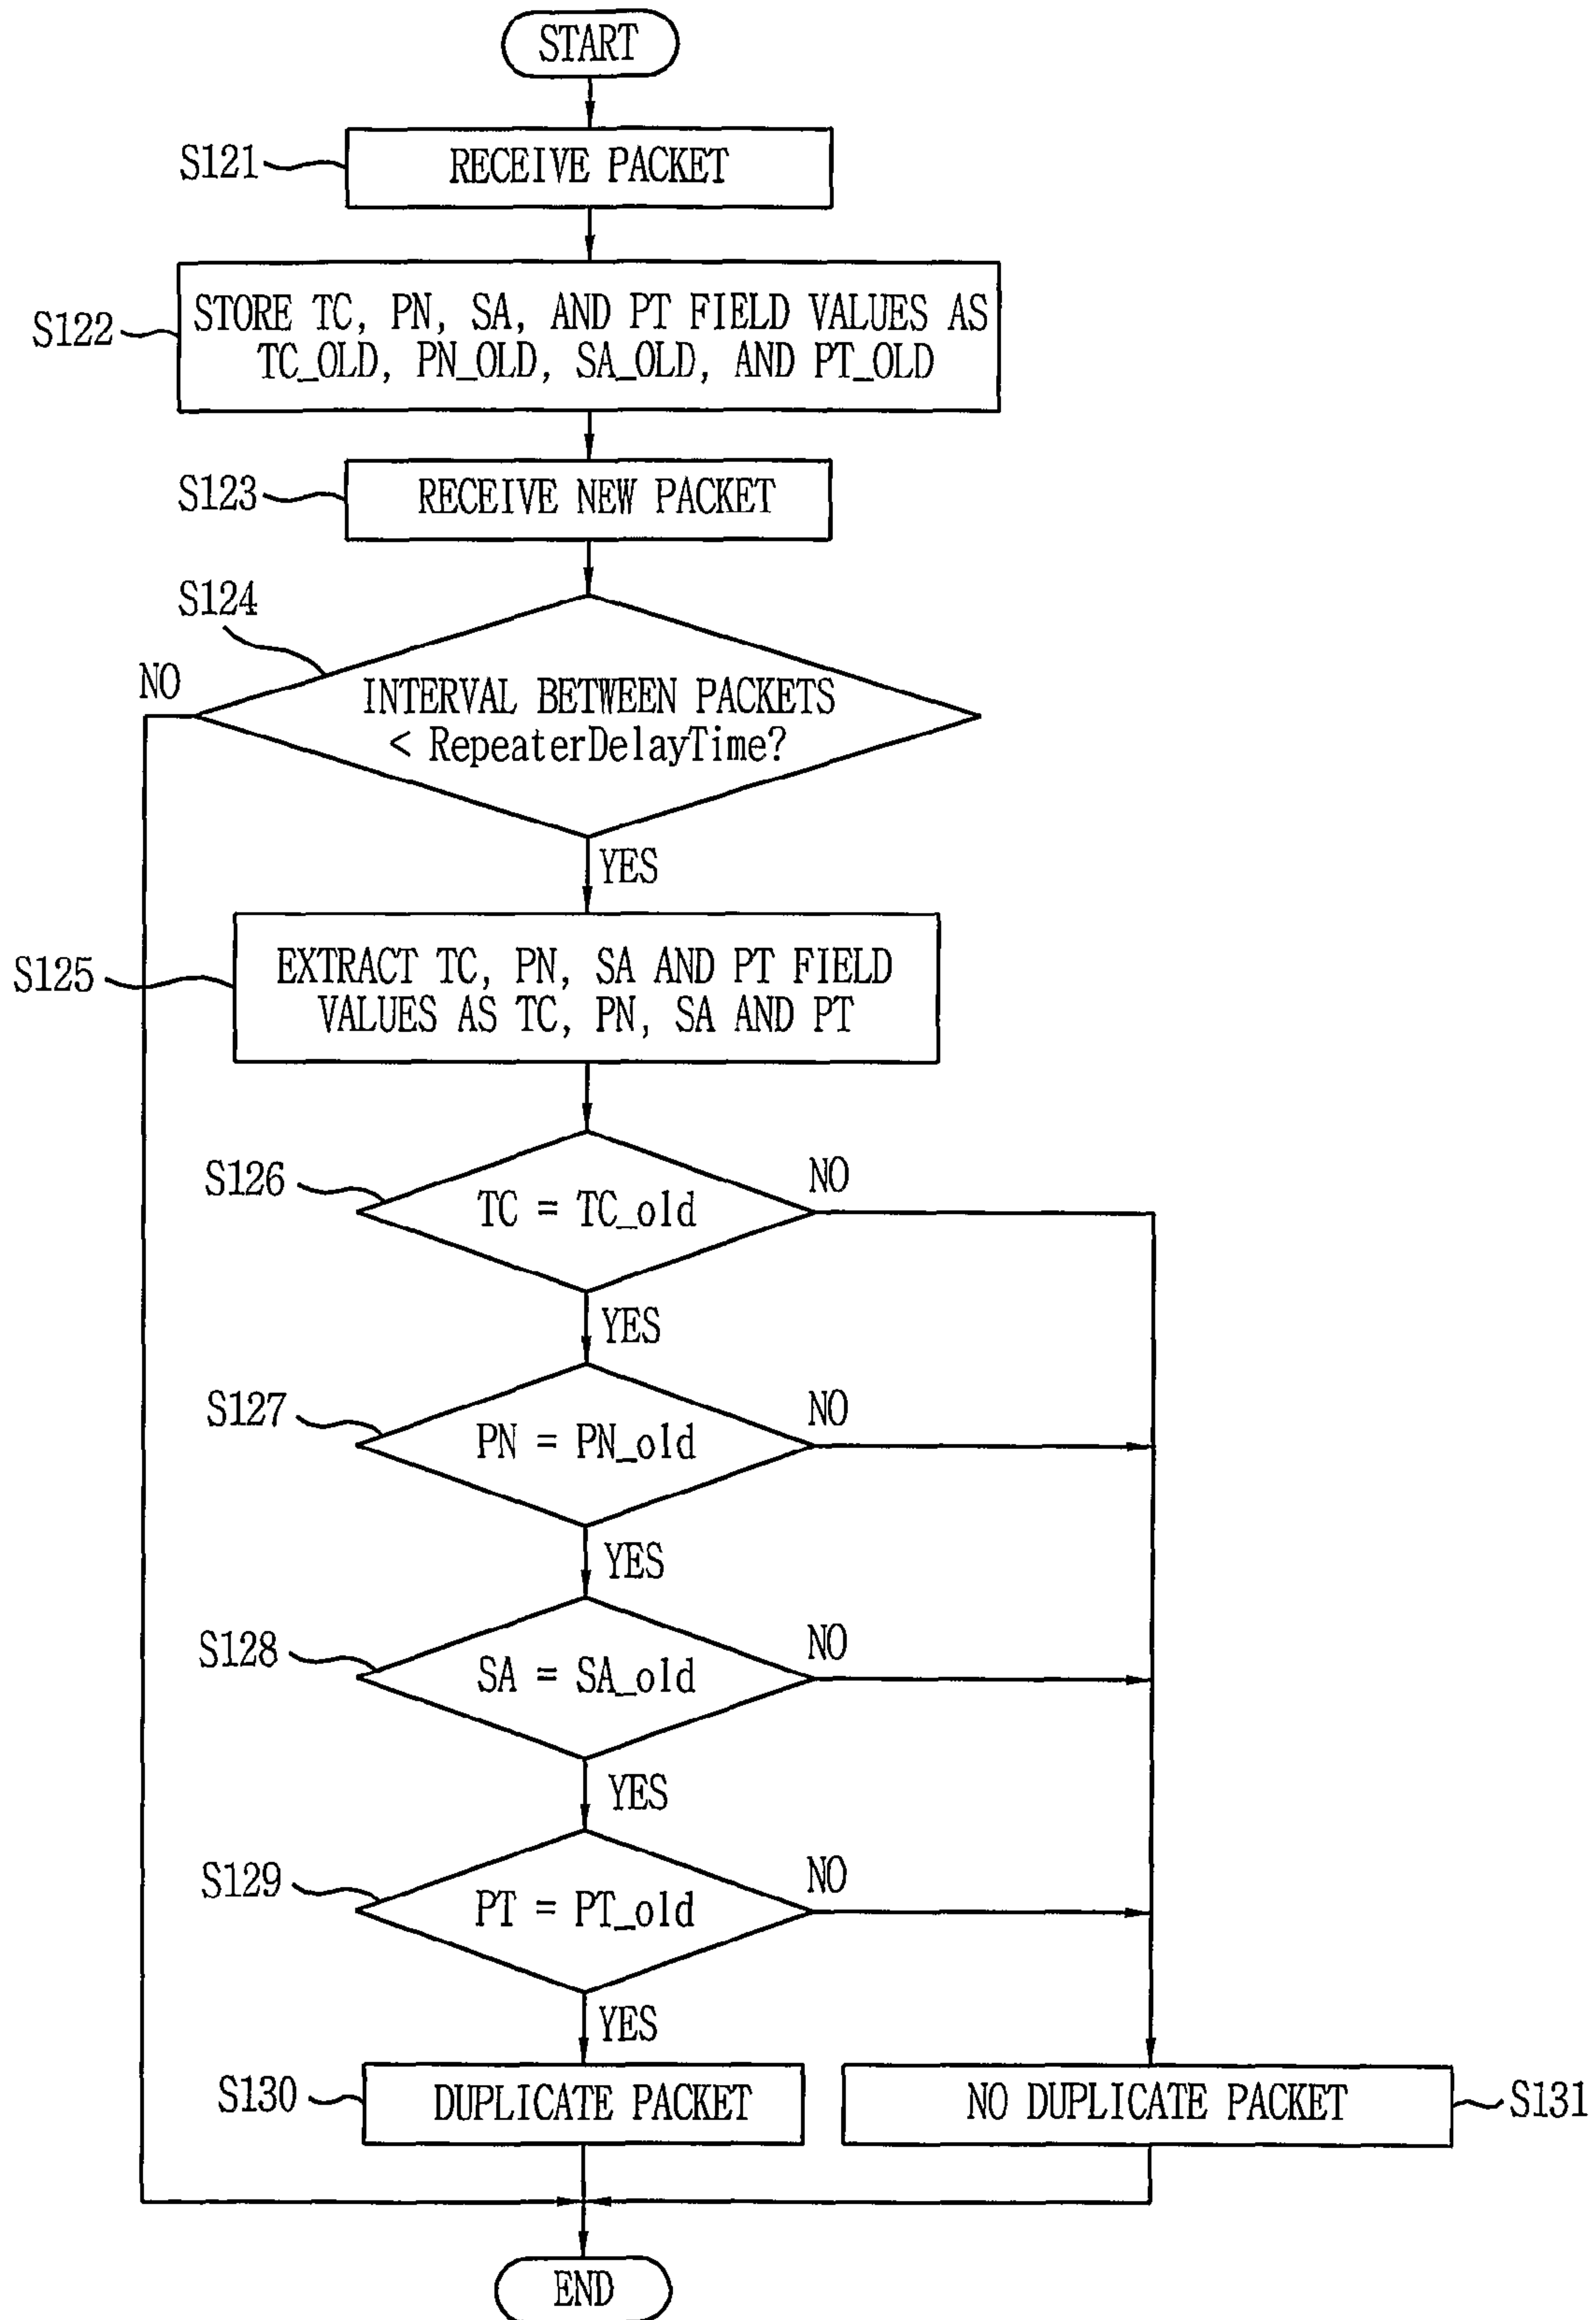 START
S121
RECEIVE PACKET
S122
STORE TC, PN, SA, AND PT FIELD VALUES AS
TC_OLD, PN_OLD, SA_OLD, AND PT_OLD
S123
RECEIVE NEW PACKET
S124
NO
INTERVAL BETWEEN PACKETS
< RepeaterDelayTime?
YES
S125
EXTRACT TC, PN, SA AND PT FIELD
VALUES AS TC, PN, SA AND PT
S126
TC = TC_old
NO
YES
S127
PN = PN_old
NO
YES
S128
SA = SA_old
NO
YES
S129
PT = PT_old
NO
YES
S130
DUPLICATE PACKET
NO DUPLICATE PACKET
S131
END